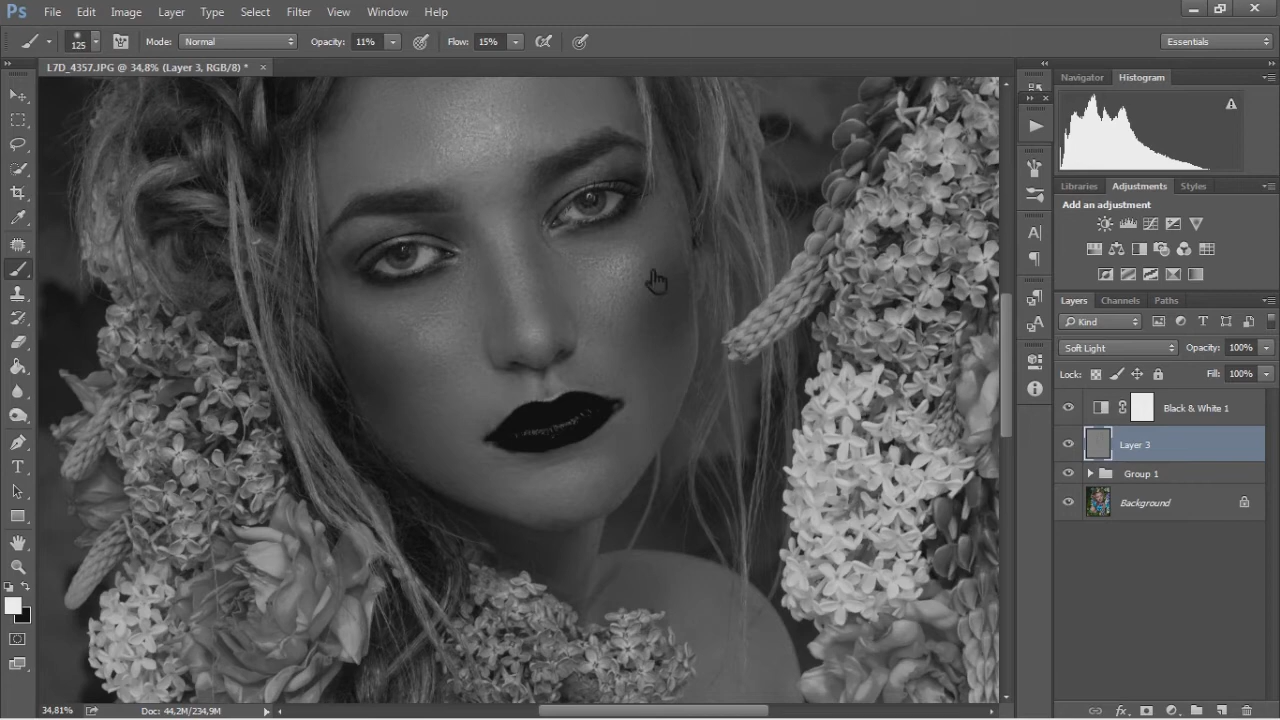 Ps File Edit Image Layer Type Select Filter View Window Help
125 Mode: Normal Opacity: 11% Flow: 15% Essentials
L7D_4357.JPG @ 34,8% (Layer 3, RGB/8) * ×
Navigator Histogram
Libraries Adjustments Styles
Add an adjustment
Layers Channels Paths
Kind
Soft Light Opacity: 100%
Lock: Fill: 100%
Black & White 1
Layer 3
Group 1
Background
34,81% Doc: 44,2M/234,9M